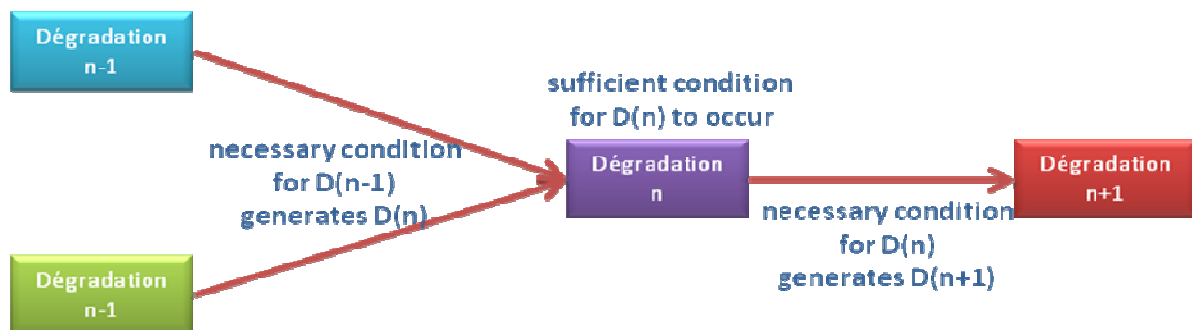 Dégradation
n-1
sufficient condition
for D(n) to occur
necessary condition
for D(n-1)
generates D(n)
Dégradation
n
Dégradation
n+1
necessary condition
for D(n)
generates D(n+1)
Dégradation
n-1